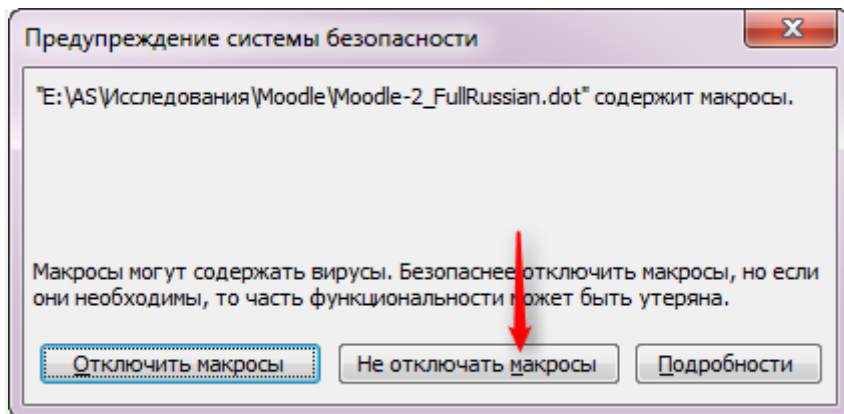 Предупреждение системы безопасности
"E:\AS\Исследования\Moodle\Moodle-2_FullRussian.dot" содержит макросы.
Макросы могут содержать вирусы. Безопаснее отключить макросы, но если
они необходимы, то часть функциональности может быть утеряна.
Отключить макросы Не отключать макросы Подробности